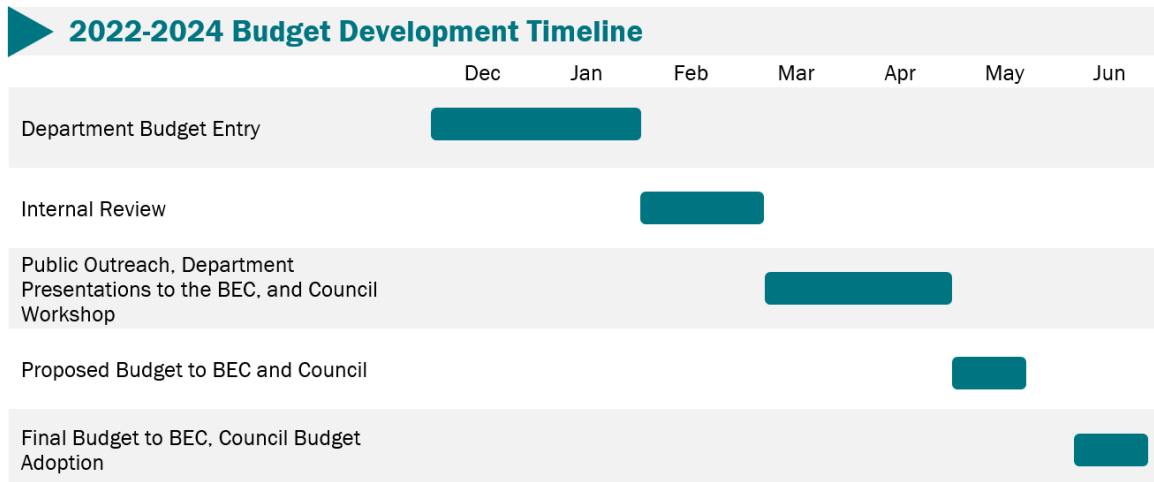 2022-2024 Budget Development Timeline
Dec Jan Feb Mar Apr May Jun
Department Budget Entry
Internal Review
Public Outreach, Department
Presentations to the BEC, and Council
Workshop
Proposed Budget to BEC and Council
Final Budget to BEC, Council Budget
Adoption